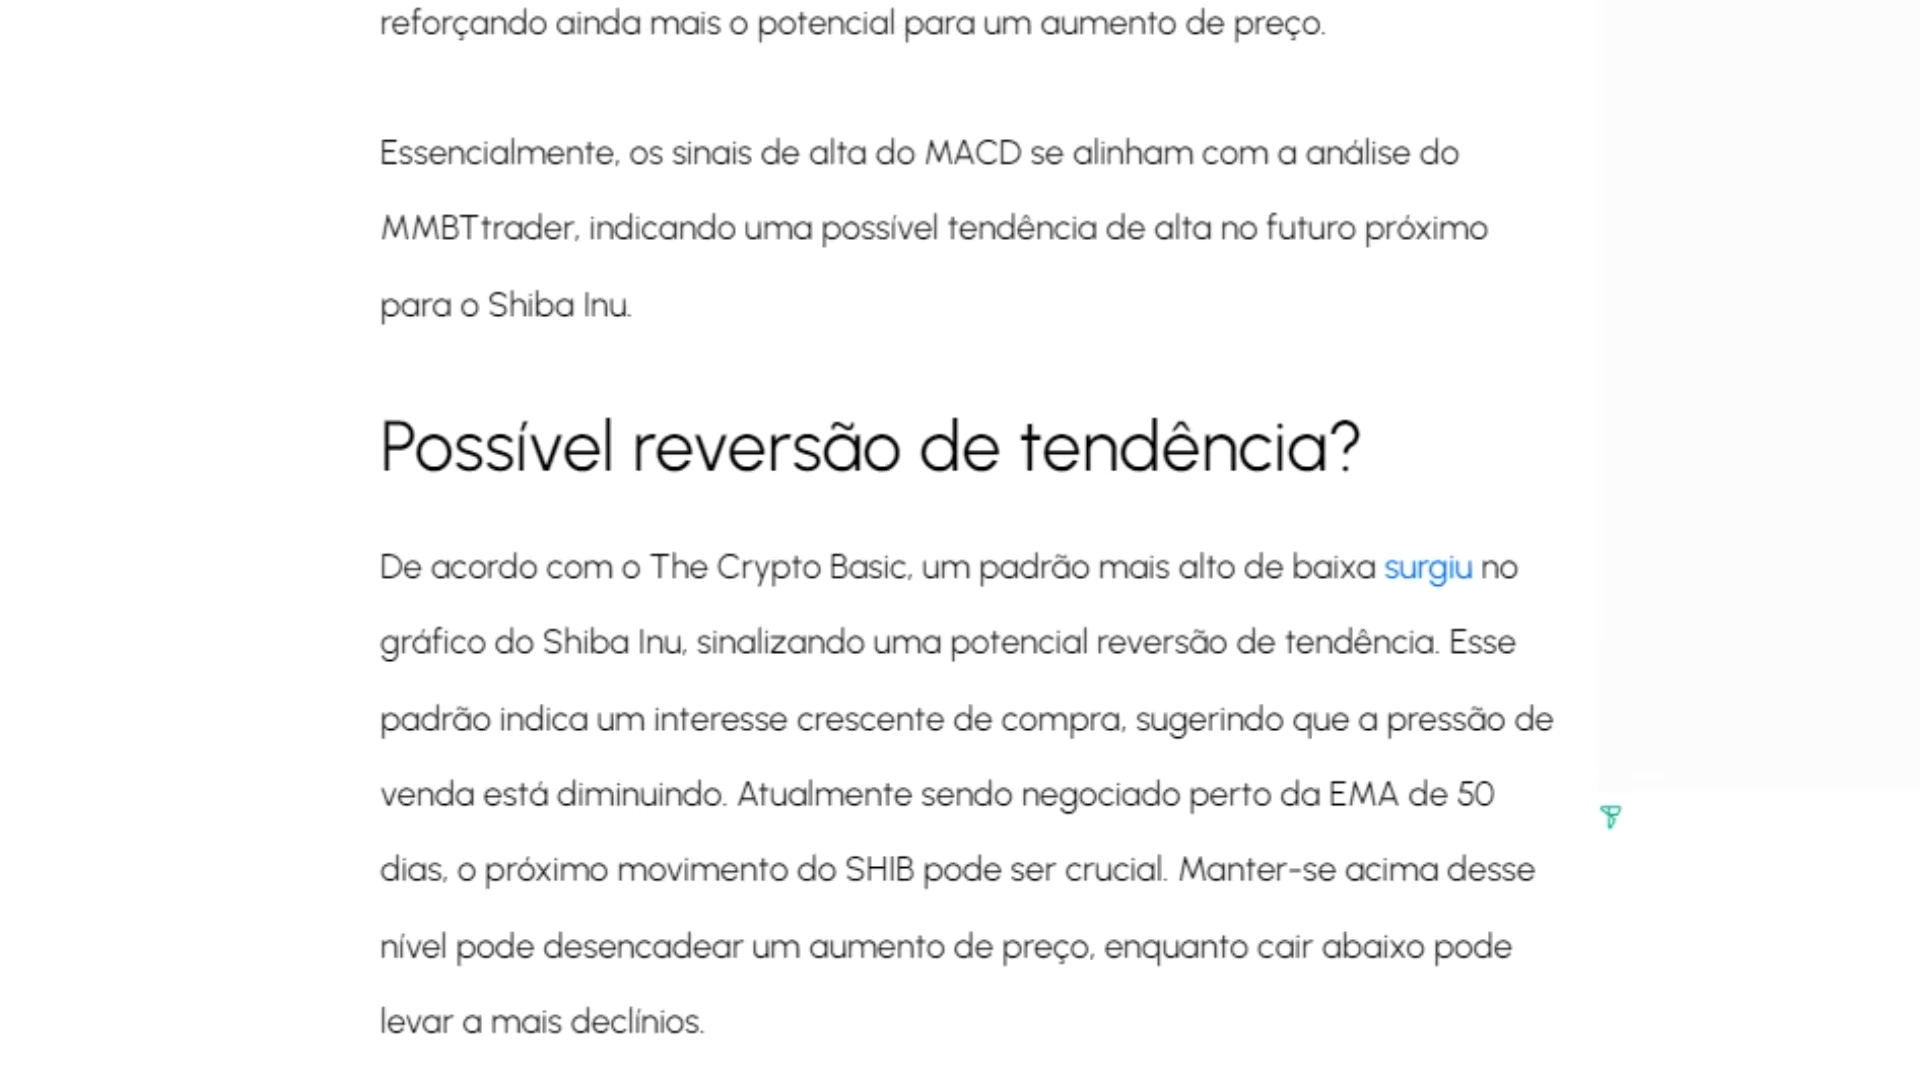 reforçando ainda mais o potencial para um aumento de preço.
Essencialmente, os sinais de alta do MACD se alinham com a análise do
MMBTtrader, indicando uma possível tendência de alta no futuro próximo
para o Shiba Inu.
Possível reversão de tendência?
De acordo com o The Crypto Basic, um padrão mais alto de baixa surgiu no
gráfico do Shiba Inu, sinalizando uma potencial reversão de tendência. Esse
padrão indica um interesse crescente de compra, sugerindo que a pressão de
venda está diminuindo. Atualmente sendo negociado perto da EMA de 50
dias, o próximo movimento do SHIB pode ser crucial. Manter-se acima desse
nível pode desencadear um aumento de preço, enquanto cair abaixo pode
levar a mais declínios.